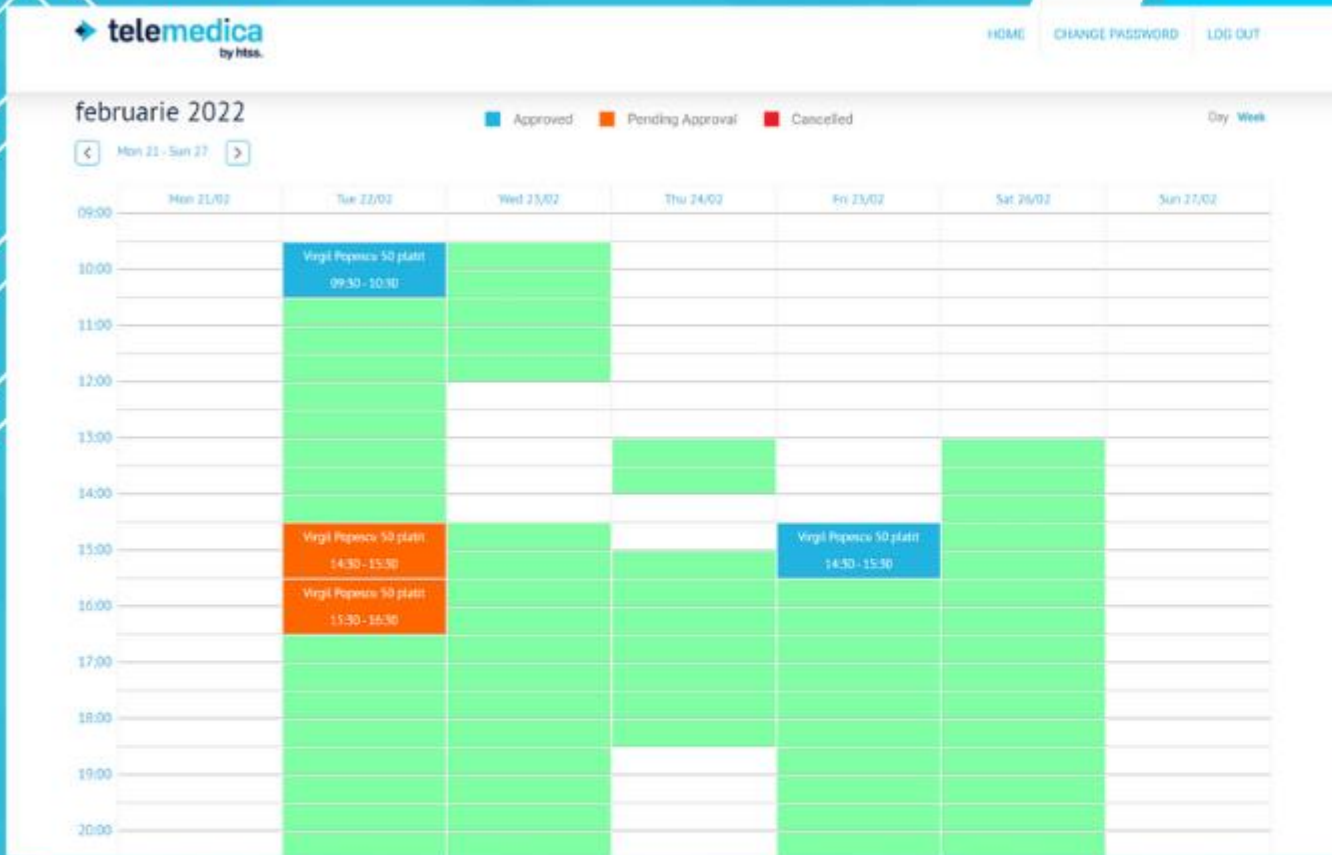 telemedica
by htss.
HOME CHANGE PASSWORD LOG OUT
februarie 2022
Approved Pending Approval Cancelled
Day Week
Mon 21 - Sun 27
Mon 21/02 Tue 22/02 Wed 23/02 Thu 24/02 Fri 25/02 Sat 26/02 Sun 27/02
09:00
Virgil Popescu 50 platit
10:00
09:30 - 10:30
11:00
12:00
13:00
14:00
Virgil Popescu 50 platit Virgil Popescu 50 platit
15:00
14:30 - 15:30 14:30 - 15:30
Virgil Popescu 50 platit
16:00
15:30 - 16:30
17:00
18:00
19:00
20:00